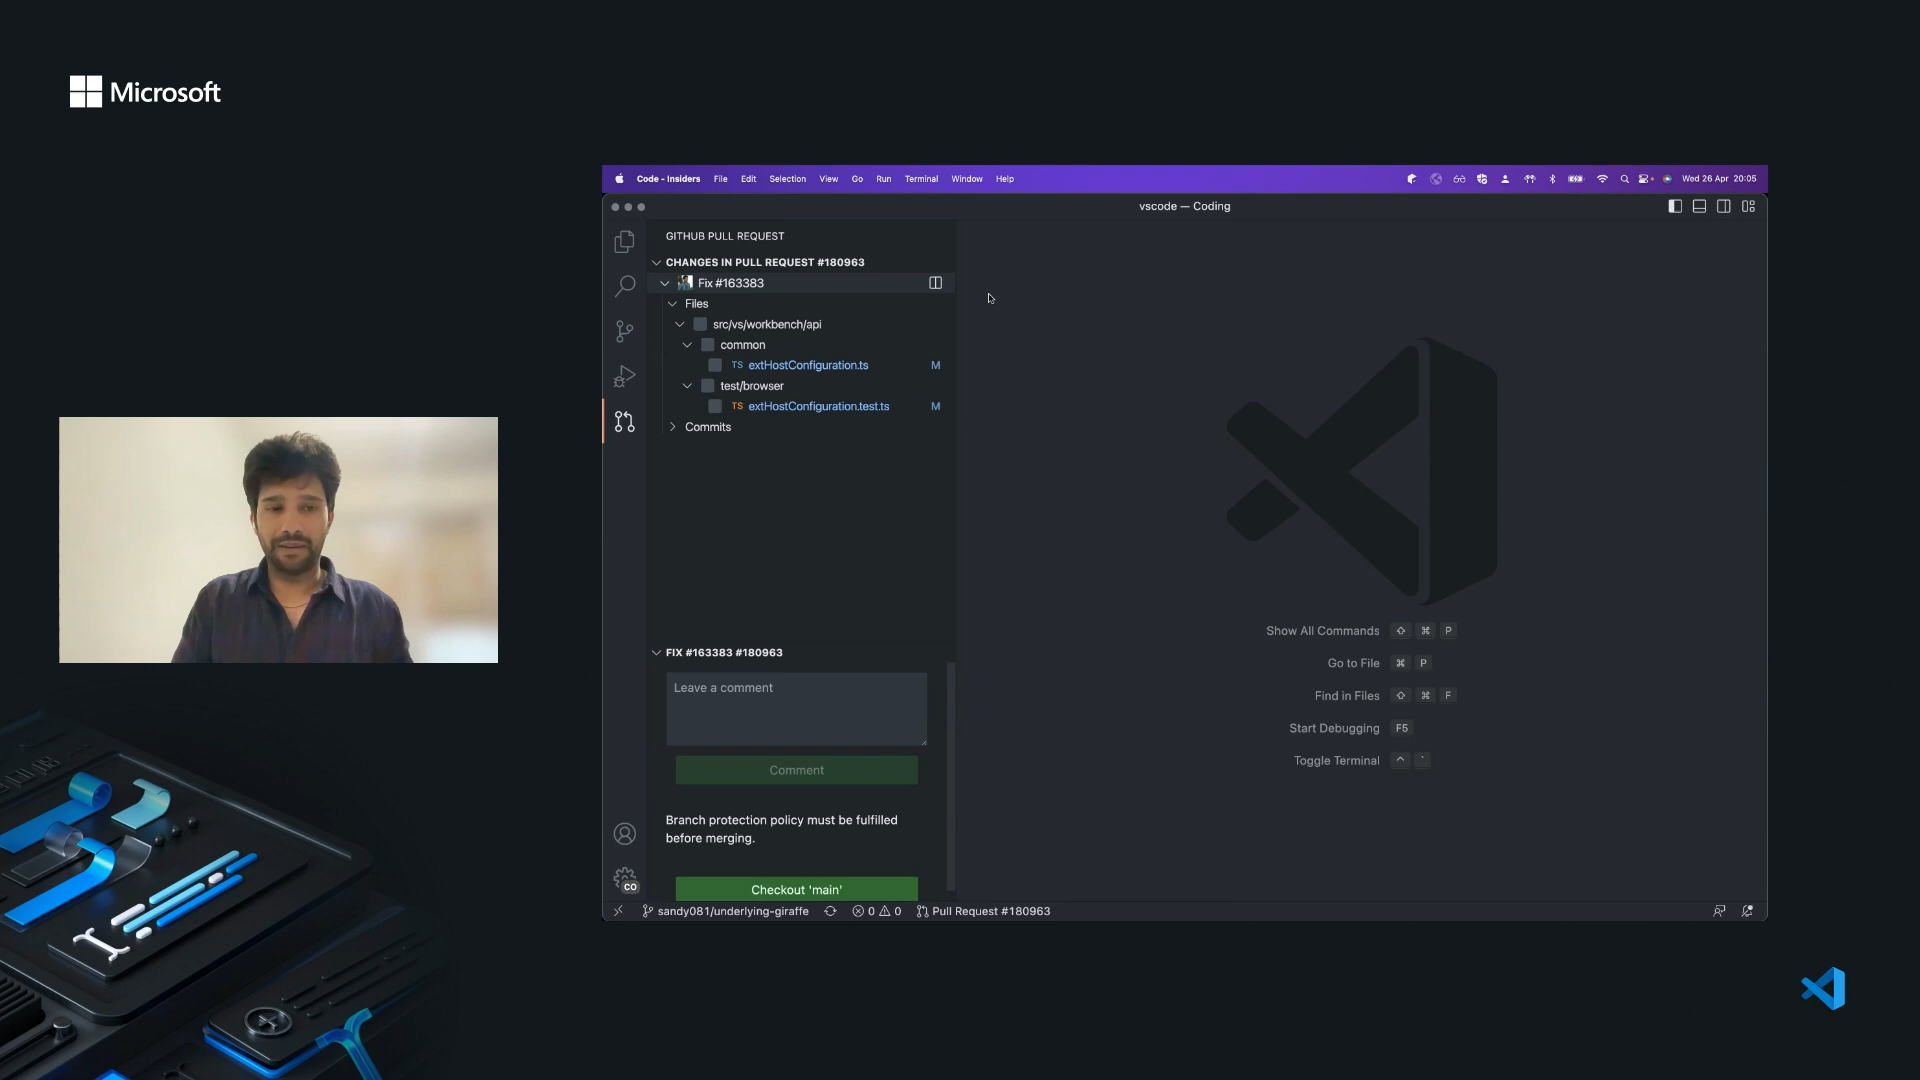 Microsoft
Code - Insiders File Edit Selection View Go Run Terminal Window Help
Wed 26 Apr 20:05
vscode — Coding
GITHUB PULL REQUEST
CHANGES IN PULL REQUEST #180963
Fix #163383
Files
src/vs/workbench/api
common
TS extHostConfiguration.ts M
test/browser
TS extHostConfiguration.test.ts M
Commits
FIX #163383 #180963
Leave a comment
Comment
Branch protection policy must be fulfilled
before merging.
Checkout 'main'
Show All Commands ⇧ ⌘ P
Go to File ⌘ P
Find in Files ⇧ ⌘ F
Start Debugging F5
Toggle Terminal ^ `
CO
sandy081/underlying-giraffe 0 0 Pull Request #180963